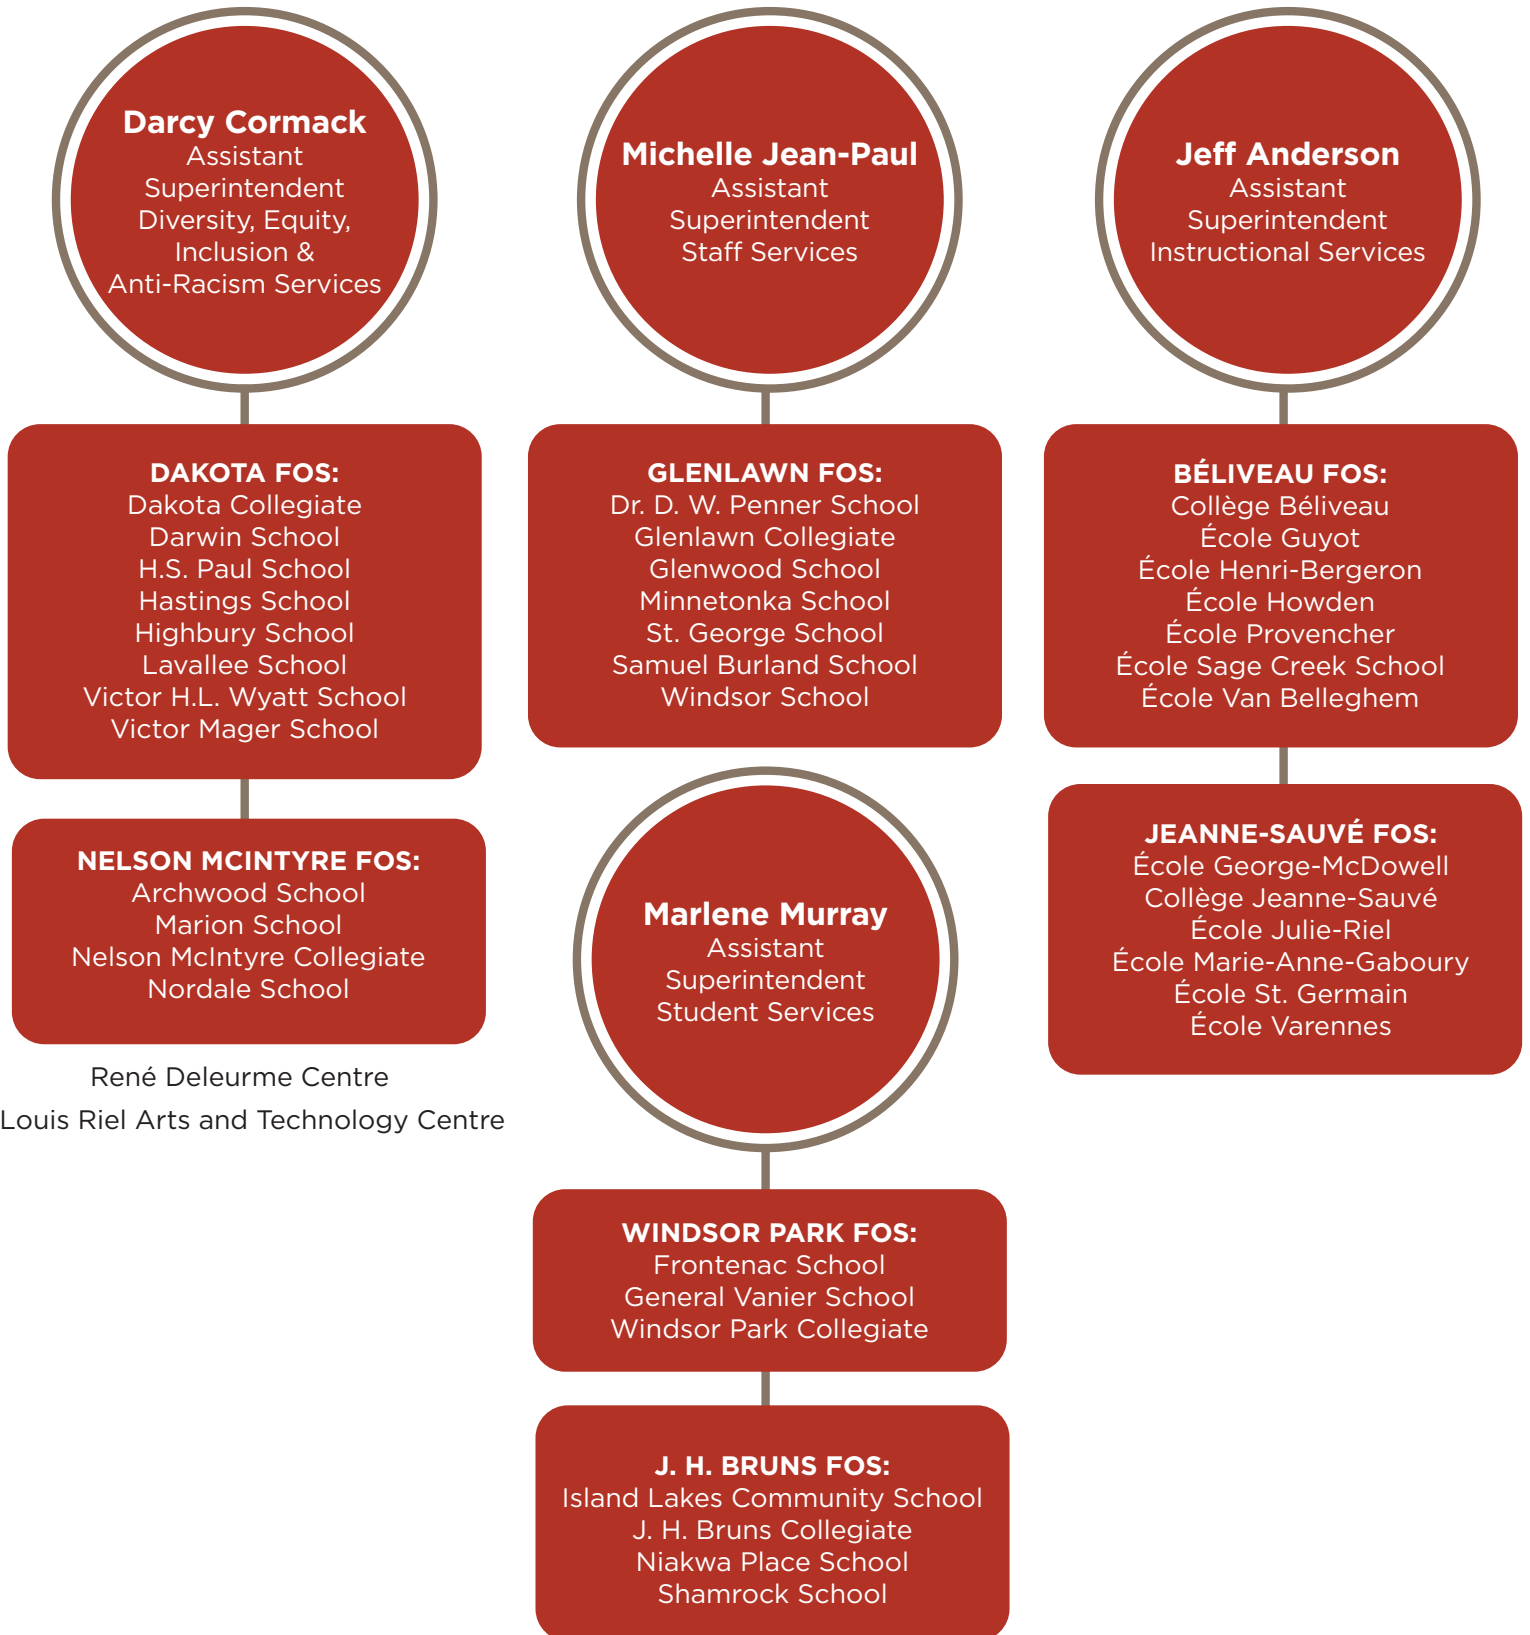 Darcy Cormack
Assistant
Superintendent
Diversity, Equity,
Inclusion &
Anti-Racism Services
DAKOTA FOS:
Dakota Collegiate
Darwin School
H.S. Paul School
Hastings School
Highbury School
Lavallee School
Victor H.L. Wyatt School
Victor Mager School
NELSON MCINTYRE FOS:
Archwood School
Marion School
Nelson McIntyre Collegiate
Nordale School
René Deleurme Centre
Louis Riel Arts and Technology Centre
Michelle Jean-Paul
Assistant
Superintendent
Staff Services
GLENLAWN FOS:
Dr. D. W. Penner School
Glenlawn Collegiate
Glenwood School
Minnetonka School
St. George School
Samuel Burland School
Windsor School
Marlene Murray
Assistant
Superintendent
Student Services
WINDSOR PARK FOS:
Frontenac School
General Vanier School
Windsor Park Collegiate
J. H. BRUNS FOS:
Island Lakes Community School
J. H. Bruns Collegiate
Niakwa Place School
Shamrock School
Jeff Anderson
Assistant
Superintendent
Instructional Services
BÉLIVEAU FOS:
Collège Béliveau
École Guyot
École Henri-Bergeron
École Howden
École Provencher
École Sage Creek School
École Van Belleghem
JEANNE-SAUVÉ FOS:
École George-McDowell
Collège Jeanne-Sauvé
École Julie-Riel
École Marie-Anne-Gaboury
École St. Germain
École Varennes